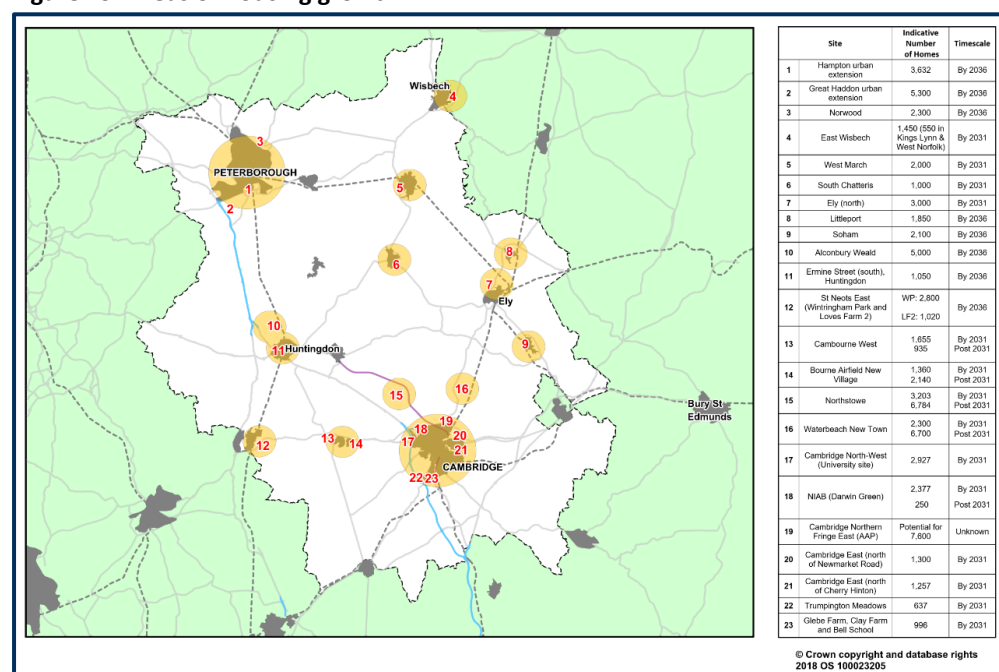 Wisbech
4
3
PETERBOROUGH
1
2
5
6
8
7
Ely
10
11 Huntingdon
9
16
15
Bury St
Edmunds
19
18
20
17
21
13
14
12
CAMBRIDGE
22 23
Site Indicative Number of Homes Timescale
1 Hampton urban extension 3,632 By 2036
2 Great Haddon urban extension 5,300 By 2036
3 Norwood 2,300 By 2036
4 East Wisbech 1,450 (550 in Kings Lynn & West Norfolk) By 2031
5 West March 2,000 By 2031
6 South Chatteris 1,000 By 2031
7 Ely (north) 3,000 By 2031
8 Littleport 1,850 By 2036
9 Soham 2,100 By 2036
10 Alconbury Weald 5,000 By 2036
11 Ermine Street (south), Huntingdon 1,050 By 2036
12 St Neots East (Wintringham Park and Loves Farm 2) WP: 2,800 LF2: 1,020 By 2036
13 Cambourne West 1,655 935 By 2031 Post 2031
14 Bourne Airfield New Village 1,360 2,140 By 2031 Post 2031
15 Northstowe 3,203 6,784 By 2031 Post 2031
16 Waterbeach New Town 2,300 6,700 By 2031 Post 2031
17 Cambridge North-West (University site) 2,927 By 2031
18 NIAB (Darwin Green) 2,377 250 By 2031 Post 2031
19 Cambridge Northern Fringe East (AAP) Potential for 7,600 Unknown
20 Cambridge East (north of Newmarket Road) 1,300 By 2031
21 Cambridge East (north of Cherry Hinton) 1,257 By 2031
22 Trumpington Meadows 637 By 2031
23 Glebe Farm, Clay Farm and Bell School 996 By 2031
© Crown copyright and database rights
2018 OS 100023205